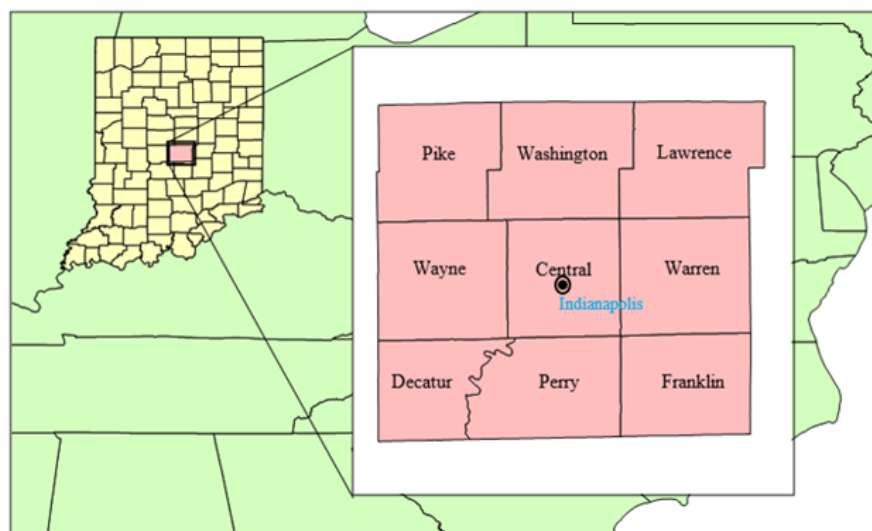 Pike
Washington
Lawrence
Wayne
Central
Warren
Indianapolis
Decatur
Perry
Franklin